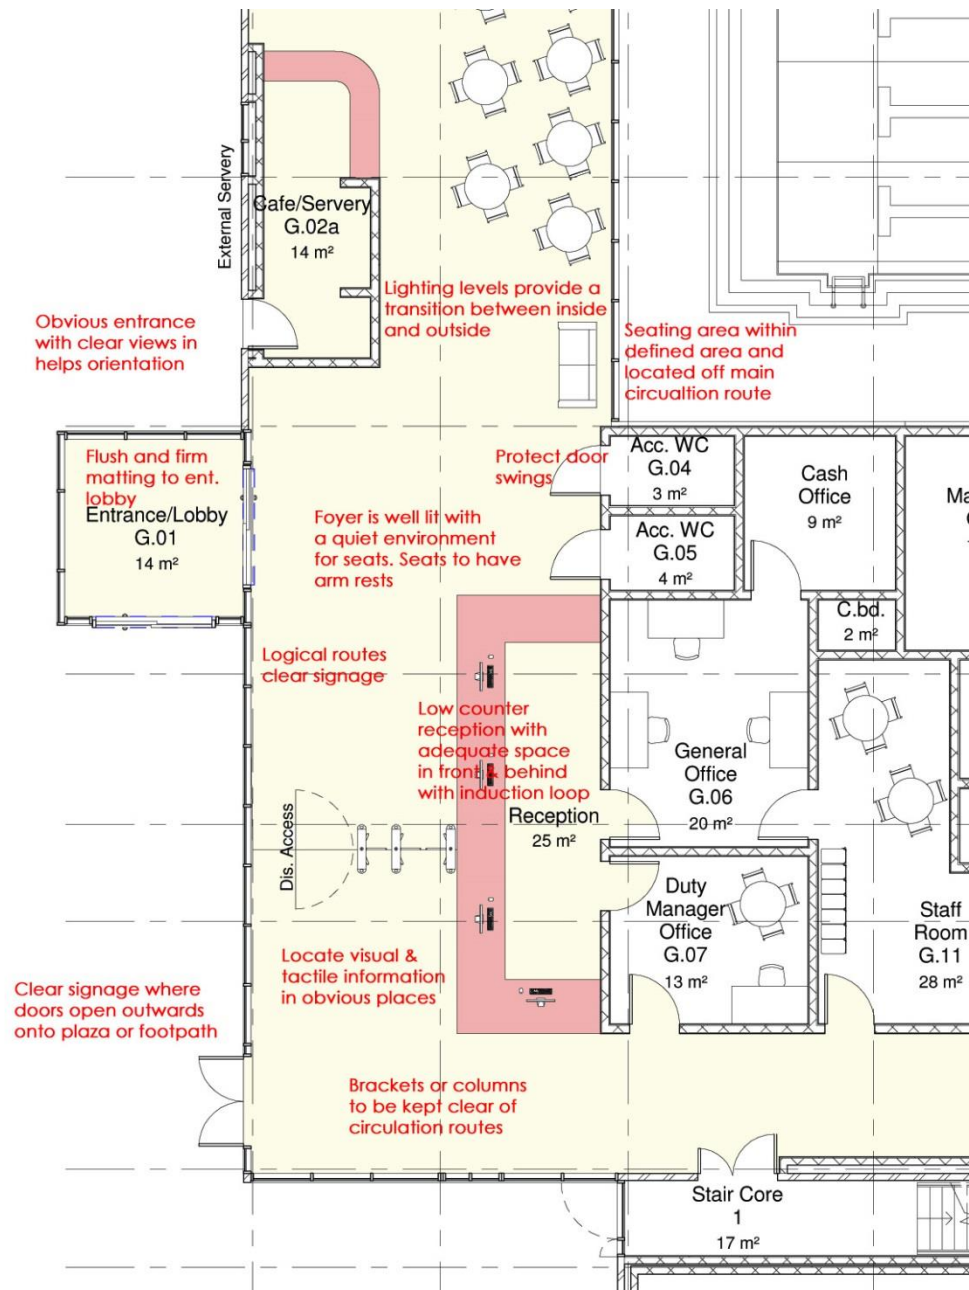 External Servery
Cafe/Servery
G.02a
14 m²
Lighting levels provide a
transition between inside
and outside
Obvious entrance
with clear views in
helps orientation
Seating area within
defined area and
located off main
circualtion route
Flush and firm
matting to ent.
lobby
Entrance/Lobby
G.01
14 m²
Protect door
swings
Acc. WC
G.04
3 m²
Cash
Office
9 m²
Ma
Foyer is well lit with
a quiet environment
for seats. Seats to have
arm rests
Acc. WC
G.05
4 m²
C.bd.
2 m²
Logical routes
clear signage
Low counter
reception with
adequate space
in front & behind
with induction loop
Reception
25 m²
General
Office
G.06
20 m²
Dis. Access
Duty
Manager
Office
G.07
13 m²
Staff
Room
G.11
28 m²
Locate visual &
tactile information
in obvious places
Clear signage where
doors open outwards
onto plaza or footpath
Brackets or columns
to be kept clear of
circulation routes
Stair Core
1
17 m²